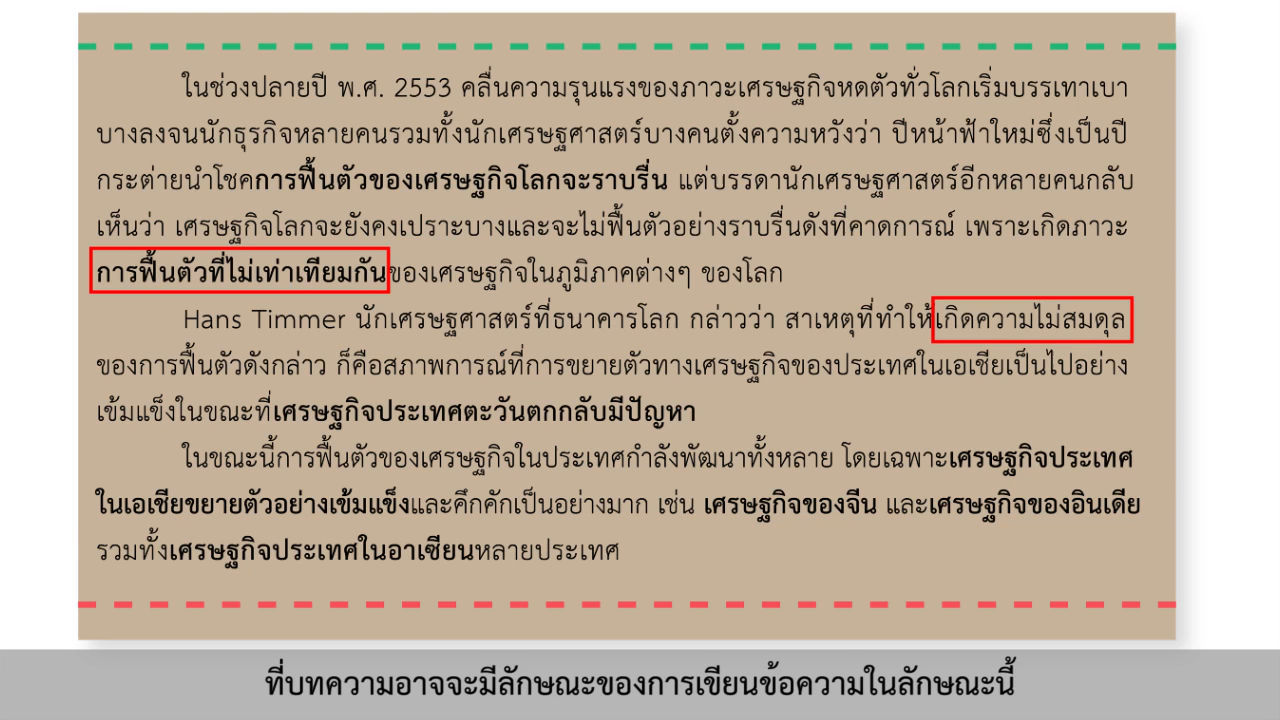 ในช่วงปลายปี พ.ศ. 2553 คลื่นความรุนแรงของภาวะเศรษฐกิจหดตัวทั่วโลกเริ่มบรรเทาเบา
บางลงจนนักธุรกิจหลายคนรวมทั้งนักเศรษฐศาสตร์บางคนตั้งความหวังว่า ปีหน้าฟ้าใหม่ซึ่งเป็นปี
กระต่ายนำโชคการฟื้นตัวของเศรษฐกิจโลกจะราบรื่น แต่บรรดานักเศรษฐศาสตร์อีกหลายคนกลับ
เห็นว่า เศรษฐกิจโลกจะยังคงเปราะบางและจะไม่ฟื้นตัวอย่างราบรื่นดังที่คาดการณ์ เพราะเกิดภาวะ
การฟื้นตัวที่ไม่เท่าเทียมกันของเศรษฐกิจในภูมิภาคต่างๆ ของโลก
Hans Timmer นักเศรษฐศาสตร์ที่ธนาคารโลก กล่าวว่า สาเหตุที่ทำให้เกิดความไม่สมดุล
ของการฟื้นตัวดังกล่าว ก็คือสภาพการณ์ที่การขยายตัวทางเศรษฐกิจของประเทศในเอเชียเป็นไปอย่าง
เข้มแข็งในขณะที่เศรษฐกิจประเทศตะวันตกกลับมีปัญหา
ในขณะนี้การฟื้นตัวของเศรษฐกิจในประเทศกำลังพัฒนาทั้งหลาย โดยเฉพาะเศรษฐกิจประเทศ
ในเอเชียขยายตัวอย่างเข้มแข็งและคึกคักเป็นอย่างมาก เช่น เศรษฐกิจของจีน และเศรษฐกิจของอินเดีย
รวมทั้งเศรษฐกิจประเทศในอาเซียนหลายประเทศ
ที่บทความอาจจะมีลักษณะของการเขียนข้อความในลักษณะนี้